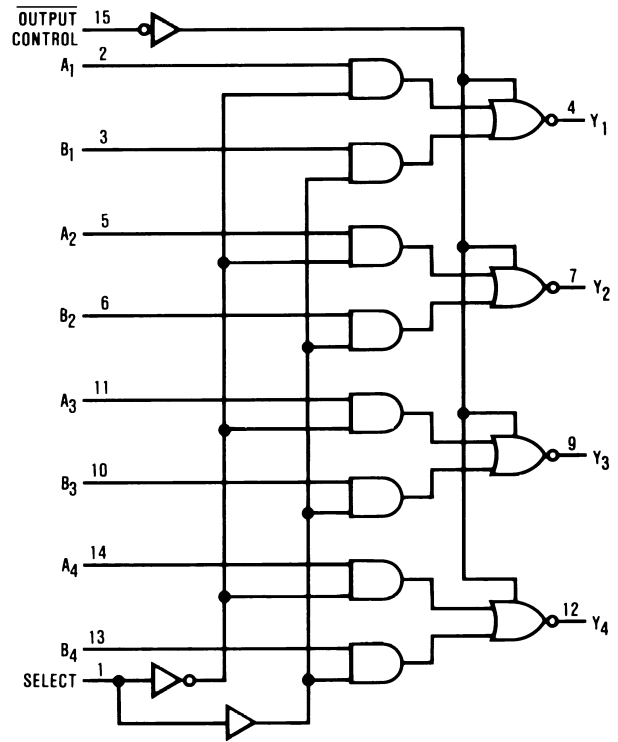 OUTPUT CONTROL 15
A1 2
4 Y1
B1 3
A2 5
7 Y2
B2 6
A3 11
9 Y3
B3 10
A4 14
12 Y4
B4 13
SELECT 1